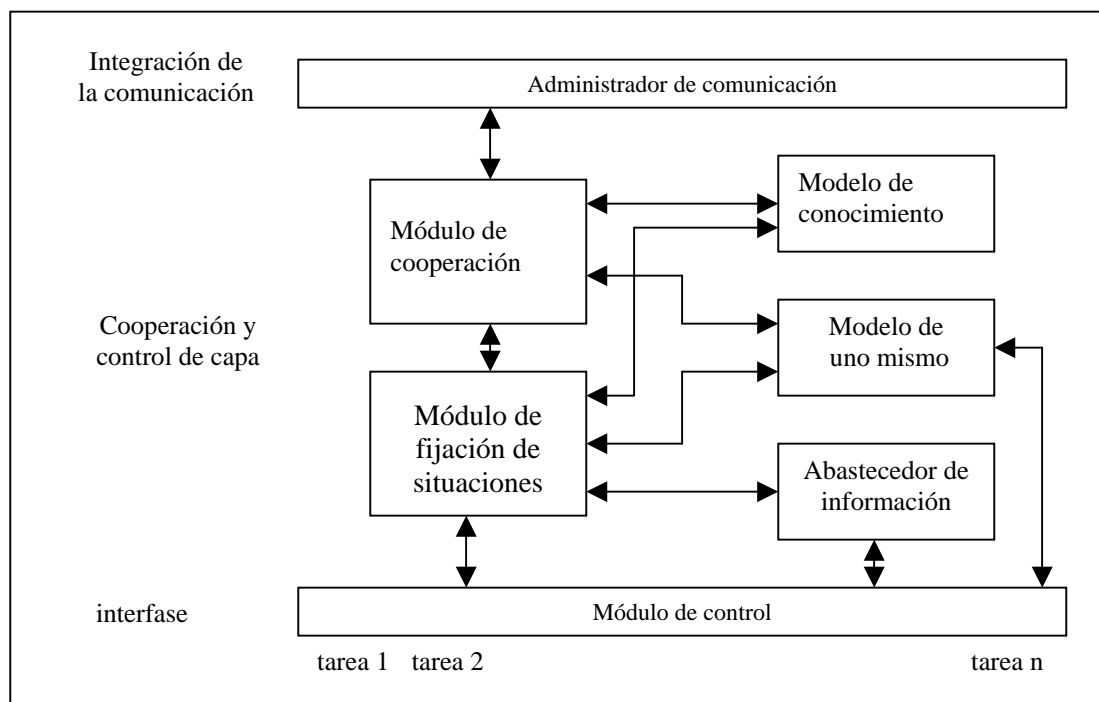 Integración de
la comunicación
Administrador de comunicación
Módulo de
cooperación
Modelo de
conocimiento
Cooperación y
control de capa
Modelo de
uno mismo
Módulo de
fijación de
situaciones
Abastecedor de
información
interfase
Módulo de control
tarea 1 tarea 2 tarea n